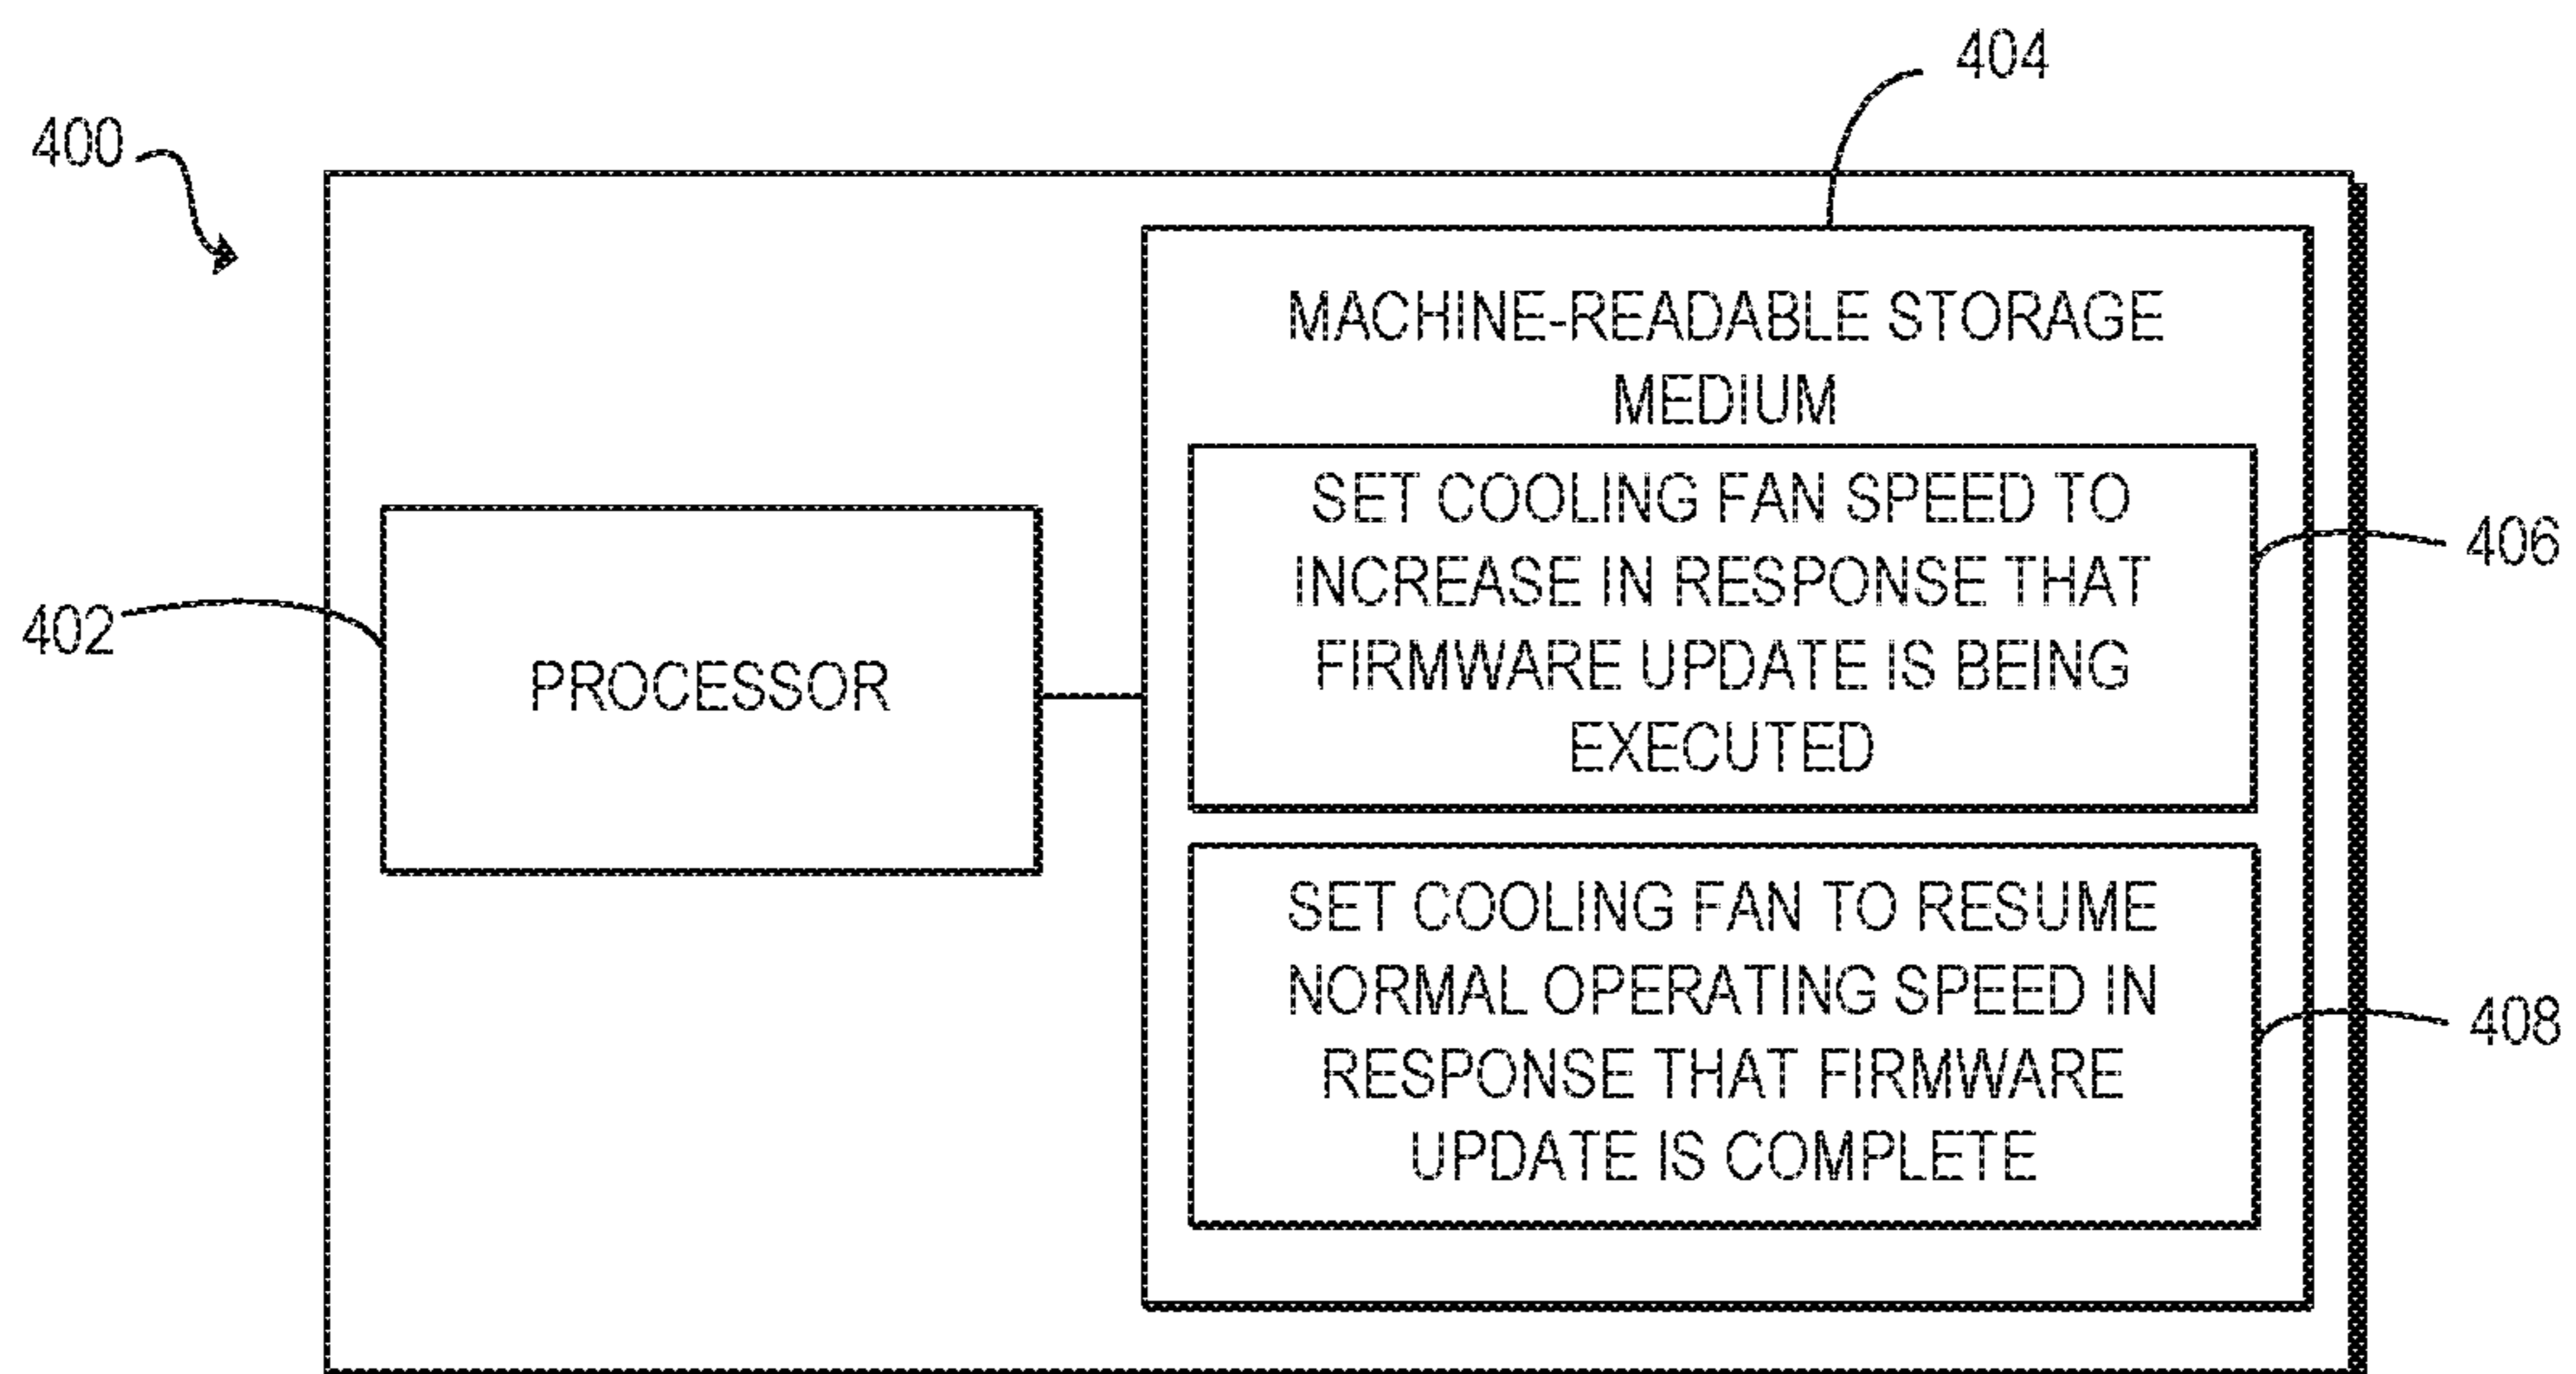 404
400
MACHINE-READABLE STORAGE
MEDIUM
SET COOLING FAN SPEED TO
INCREASE IN RESPONSE THAT
FIRMWARE UPDATE IS BEING
EXECUTED
406
402
PROCESSOR
SET COOLING FAN TO RESUME
NORMAL OPERATING SPEED IN
RESPONSE THAT FIRMWARE
UPDATE IS COMPLETE
408